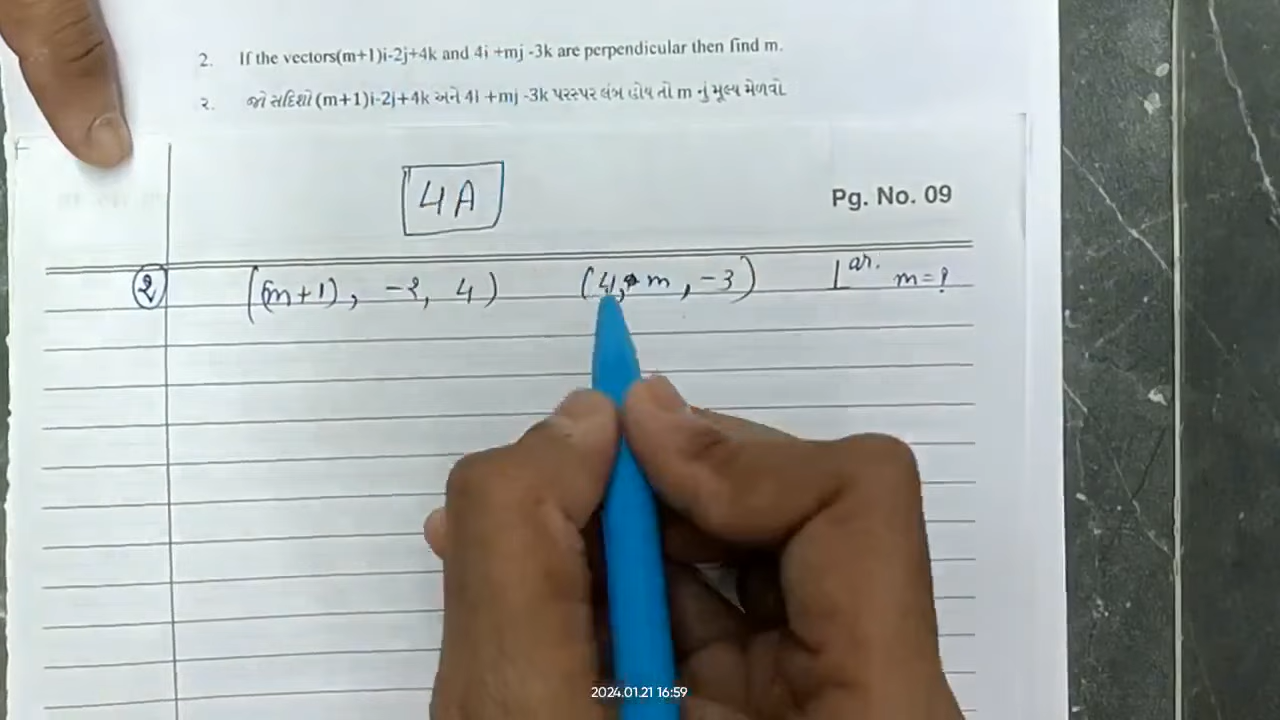 2. If the vectors(m+1)i-2j+4k and 4i +mj -3k are perpendicular then find m.
૨. જો સદિશો (m+1)i-2j+4k અને 4i +mj -3k પરસ્પર લંબ હોય તો m નું મૂલ્ય મેળવો.
4A
Pg. No. 09
(2) ((m+1), -2, 4) (4, m, -3) Lar. m=?
2024.01.21 16:59